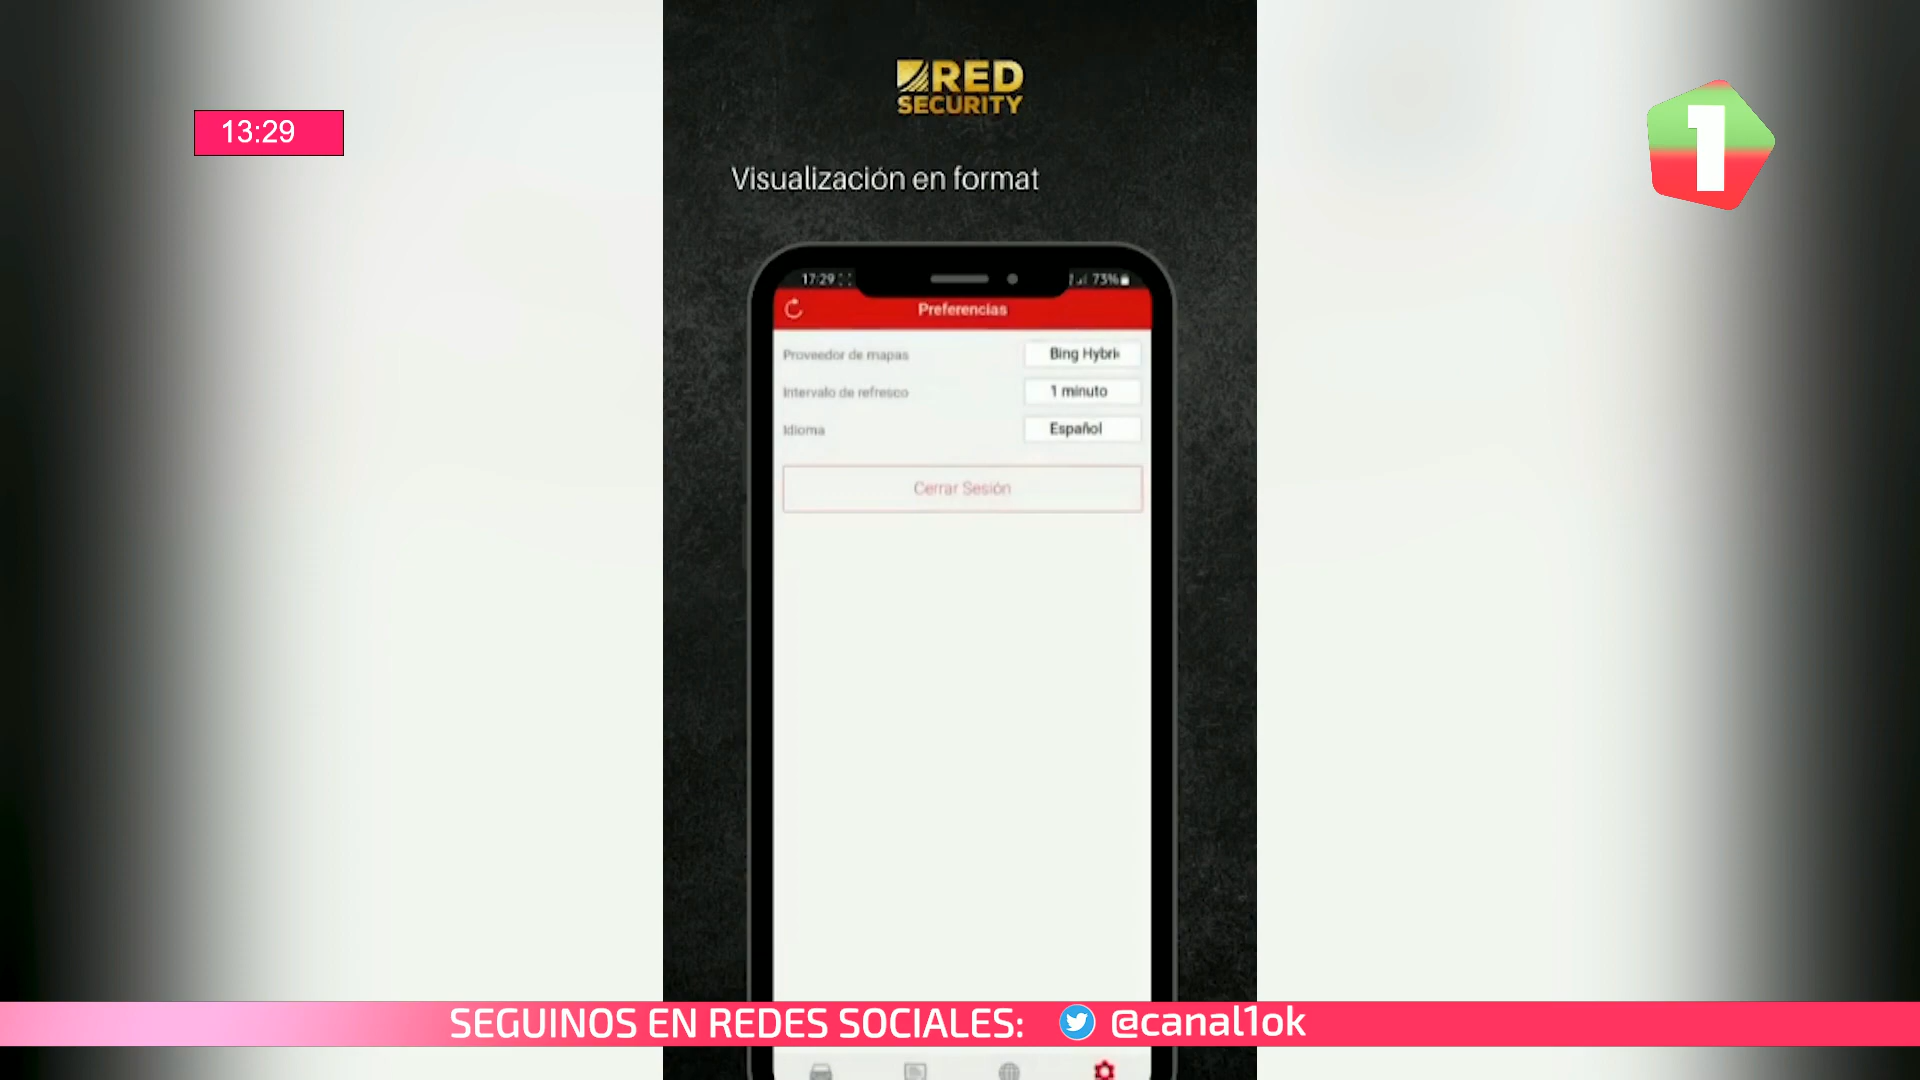 RED
SECURITY
13:29
1
Visualización en format
17:29
73%
Preferencias
Proveedor de mapas
Bing Hybri
Intervalo de refresco
1 minuto
Idioma
Español
Cerrar Sesión
SEGUINOS EN REDES SOCIALES: @canal1ok